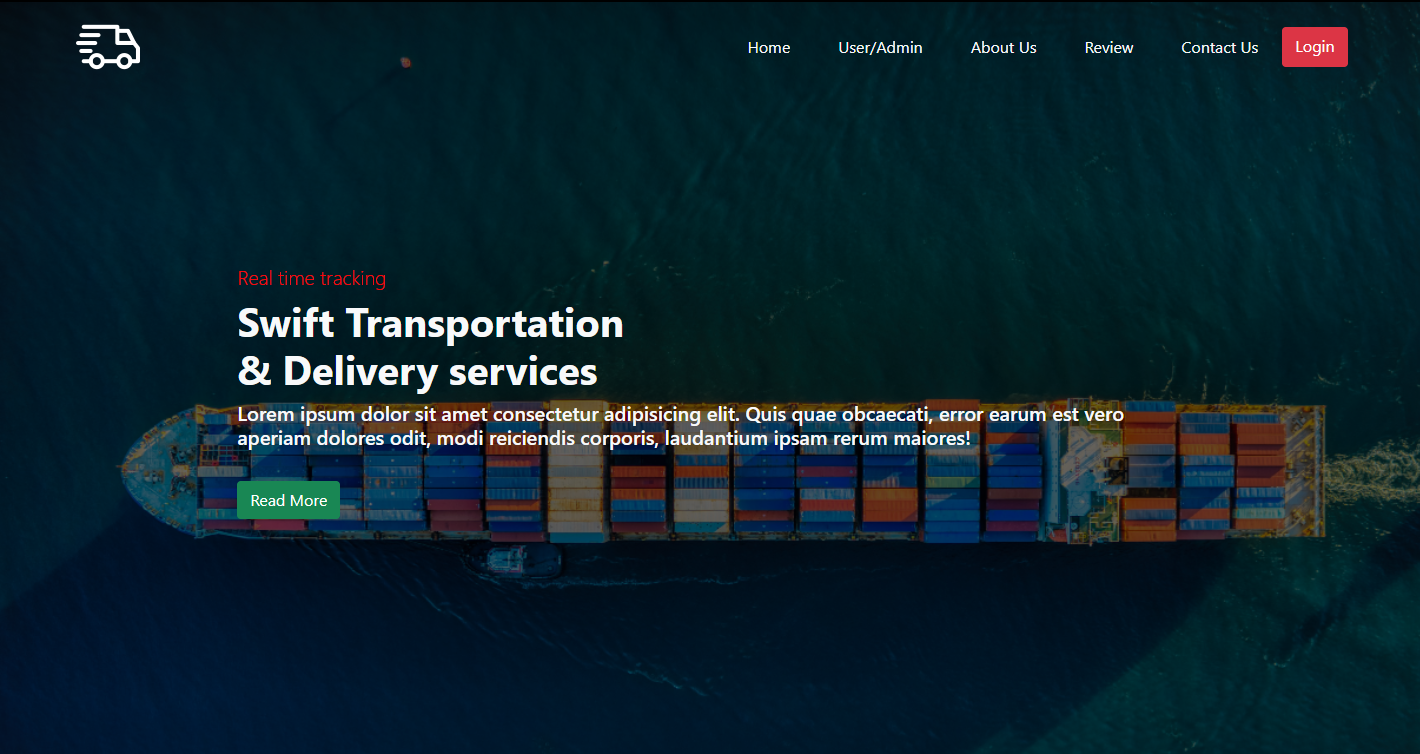 Home User/Admin About Us Review Contact Us Login
Real time tracking
Swift Transportation
& Delivery services
Lorem ipsum dolor sit amet consectetur adipisicing elit. Quis quae obcaecati, error earum est vero
aperiam dolores odit, modi reiciendis corporis, laudantium ipsam rerum maiores!
Read More